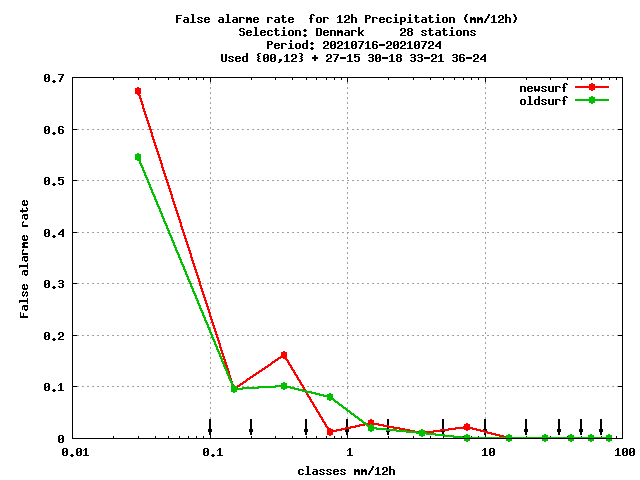 False alarme rate  for 12h Precipitation (mm/12h)
Selection: Denmark     28 stations
Period: 20210716-20210724
Used {00,12} + 27-15 30-18 33-21 36-24
newsurf
oldsurf
0.7
0.6
0.5
0.4
0.3
0.2
0.1
0
False alarme rate
0.01 0.1 1 10 100
classes mm/12h